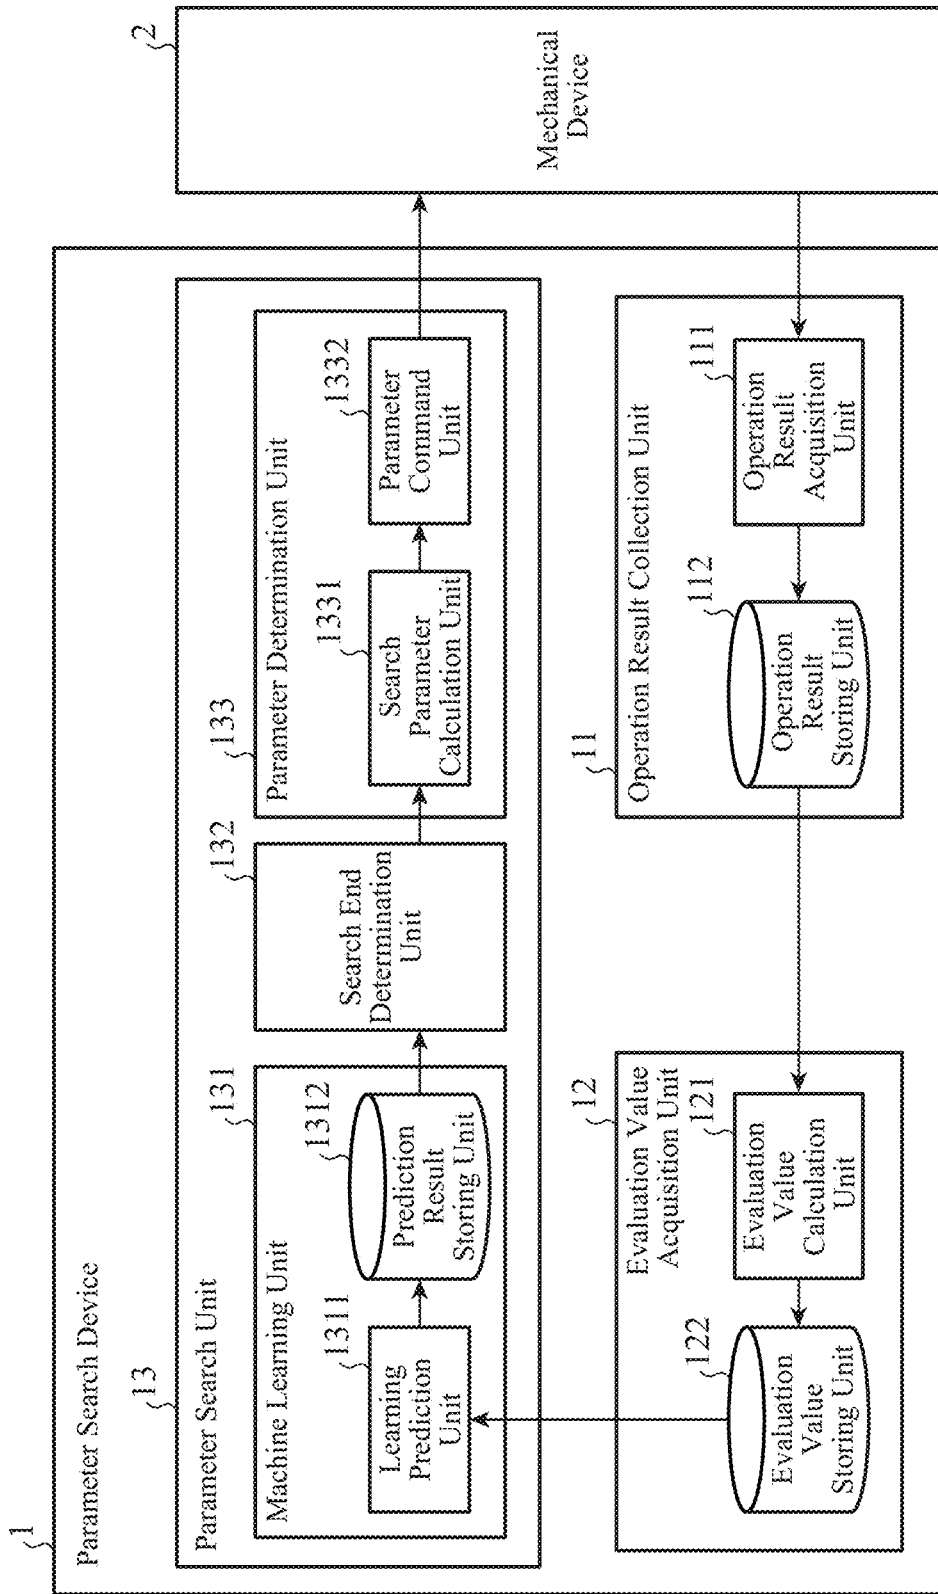 1
Parameter Search Device
13
Parameter Search Unit
131
Machine Learning Unit
1311
Learning
Prediction
Unit
1312
Prediction
Result
Storing Unit
132
Search End
Determination
Unit
133
Parameter Determination Unit
1331
Search
Parameter
Calculation Unit
1332
Parameter
Command
Unit
2
Mechanical
Device
12
Evaluation Value
Acquisition Unit
122
Evaluation
Value
Storing Unit
121
Evaluation
Value
Calculation
Unit
11
Operation Result Collection Unit
112
Operation
Result
Storing Unit
111
Operation
Result
Acquisition
Unit